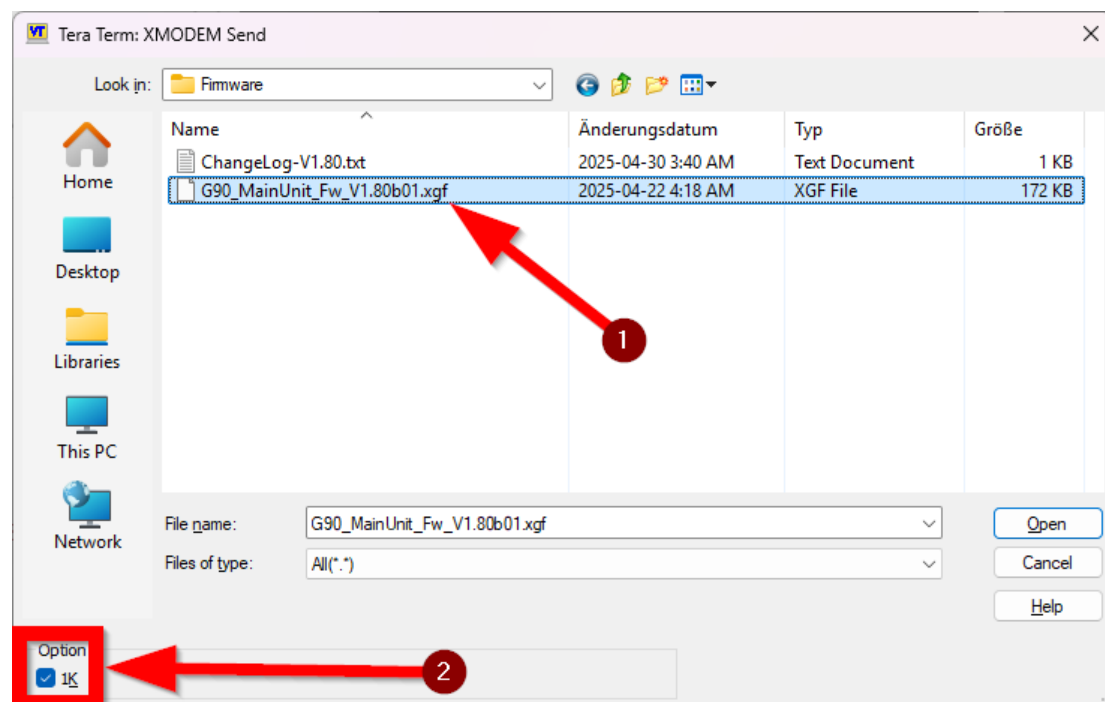 VT Tera Term: XMODEM Send
Look in: Firmware
Name Änderungsdatum Typ Größe
ChangeLog-V1.80.txt 2025-04-30 3:40 AM Text Document 1 KB
G90_MainUnit_Fw_V1.80b01.xgf 2025-04-22 4:18 AM XGF File 172 KB
Home
Desktop
Libraries
This PC
Network
1
File name: G90_MainUnit_Fw_V1.80b01.xgf Open
Files of type: All(*.*) Cancel
Help
Option
1K
2